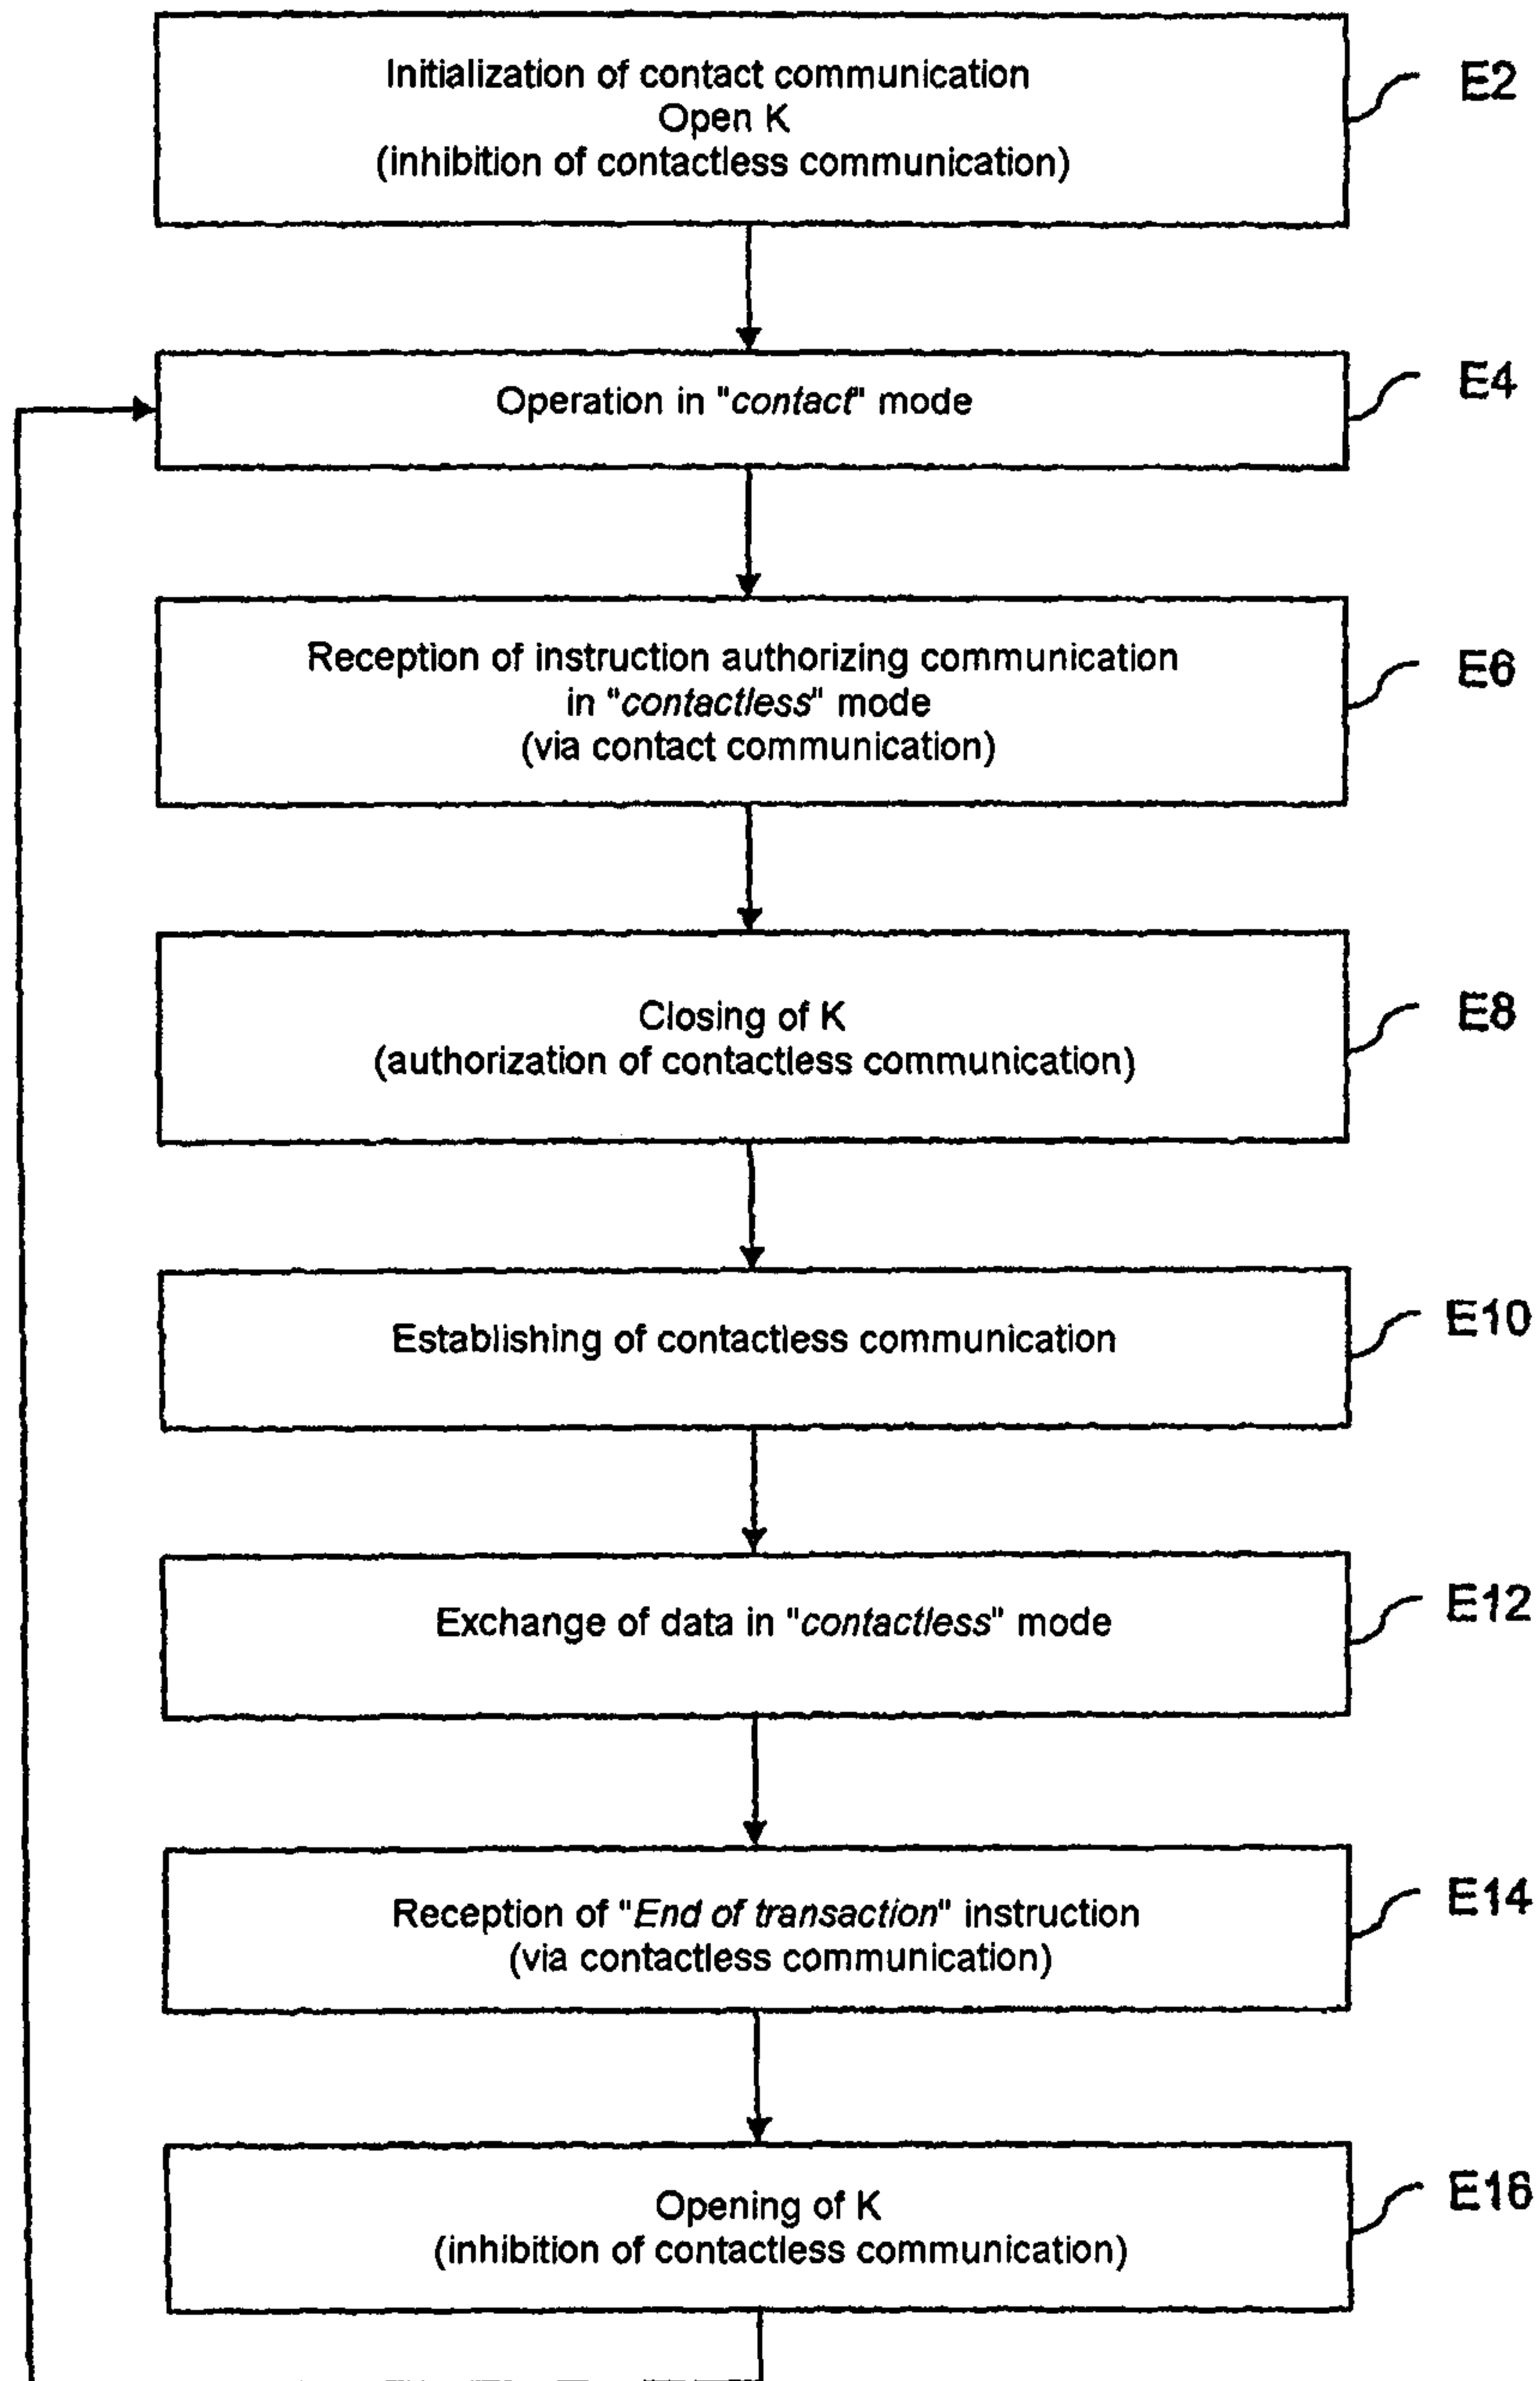 Initialization of contact communication
Open K
(inhibition of contactless communication)
E2
Operation in "contact" mode
E4
Reception of instruction authorizing communication
in "contactless" mode
(via contact communication)
E6
Closing of K
(authorization of contactless communication)
E8
Establishing of contactless communication
E10
Exchange of data in "contactless" mode
E12
Reception of "End of transaction" instruction
(via contactless communication)
E14
Opening of K
(inhibition of contactless communication)
E16